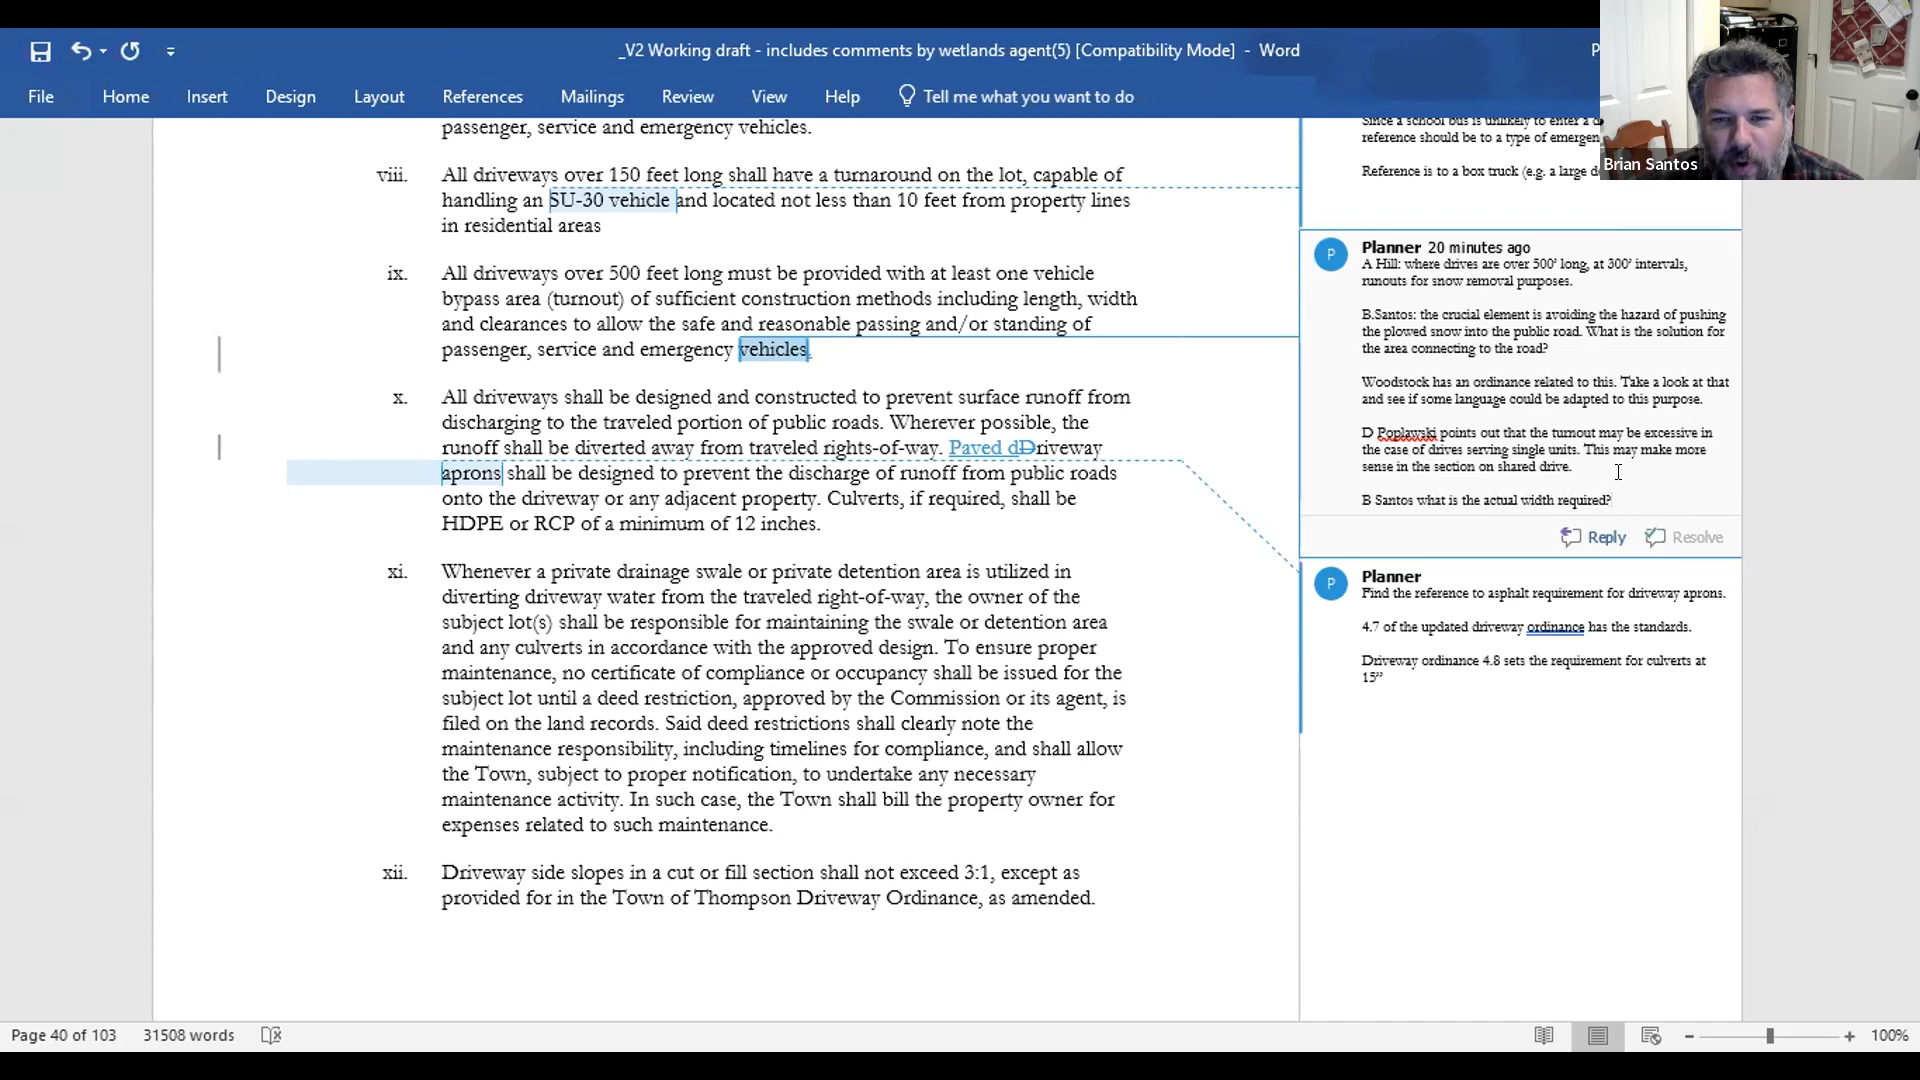 _V2 Working draft - includes comments by wetlands agent(5) [Compatibility Mode] - Word
P
File Home Insert Design Layout References Mailings Review View Help Tell me what you want to do
passenger, service and emergency vehicles.
viii. All driveways over 150 feet long shall have a turnaround on the lot, capable of
handling an SU-30 vehicle and located not less than 10 feet from property lines
in residential areas
ix. All driveways over 500 feet long must be provided with at least one vehicle
bypass area (turnout) of sufficient construction methods including length, width
and clearances to allow the safe and reasonable passing and/or standing of
passenger, service and emergency vehicles.
x. All driveways shall be designed and constructed to prevent surface runoff from
discharging to the traveled portion of public roads. Wherever possible, the
runoff shall be diverted away from traveled rights-of-way. Paved dDriveway
aprons shall be designed to prevent the discharge of runoff from public roads
onto the driveway or any adjacent property. Culverts, if required, shall be
HDPE or RCP of a minimum of 12 inches.
xi. Whenever a private drainage swale or private detention area is utilized in
diverting driveway water from the traveled right-of-way, the owner of the
subject lot(s) shall be responsible for maintaining the swale or detention area
and any culverts in accordance with the approved design. To ensure proper
maintenance, no certificate of compliance or occupancy shall be issued for the
subject lot until a deed restriction, approved by the Commission or its agent, is
filed on the land records. Said deed restrictions shall clearly note the
maintenance responsibility, including timelines for compliance, and shall allow
the Town, subject to proper notification, to undertake any necessary
maintenance activity. In such case, the Town shall bill the property owner for
expenses related to such maintenance.
xii. Driveway side slopes in a cut or fill section shall not exceed 3:1, except as
provided for in the Town of Thompson Driveway Ordinance, as amended.
Since a school bus is unlikely to enter a d
reference should be to a type of emergen
Reference is to a box truck (e.g. a large d
Brian Santos
P Planner 20 minutes ago
A Hill: where drives are over 500' long, at 300' intervals,
runouts for snow removal purposes.
B.Santos: the crucial element is avoiding the hazard of pushing
the plowed snow into the public road. What is the solution for
the area connecting to the road?
Woodstock has an ordinance related to this. Take a look at that
and see if some language could be adapted to this purpose.
D Poplawski points out that the turnout may be excessive in
the case of drives serving single units. This may make more
sense in the section on shared drive.
B Santos what is the actual width required?
Reply Resolve
P Planner
Find the reference to asphalt requirement for driveway aprons.
4.7 of the updated driveway ordinance has the standards.
Driveway ordinance 4.8 sets the requirement for culverts at
15”
Page 40 of 103 31508 words 100%